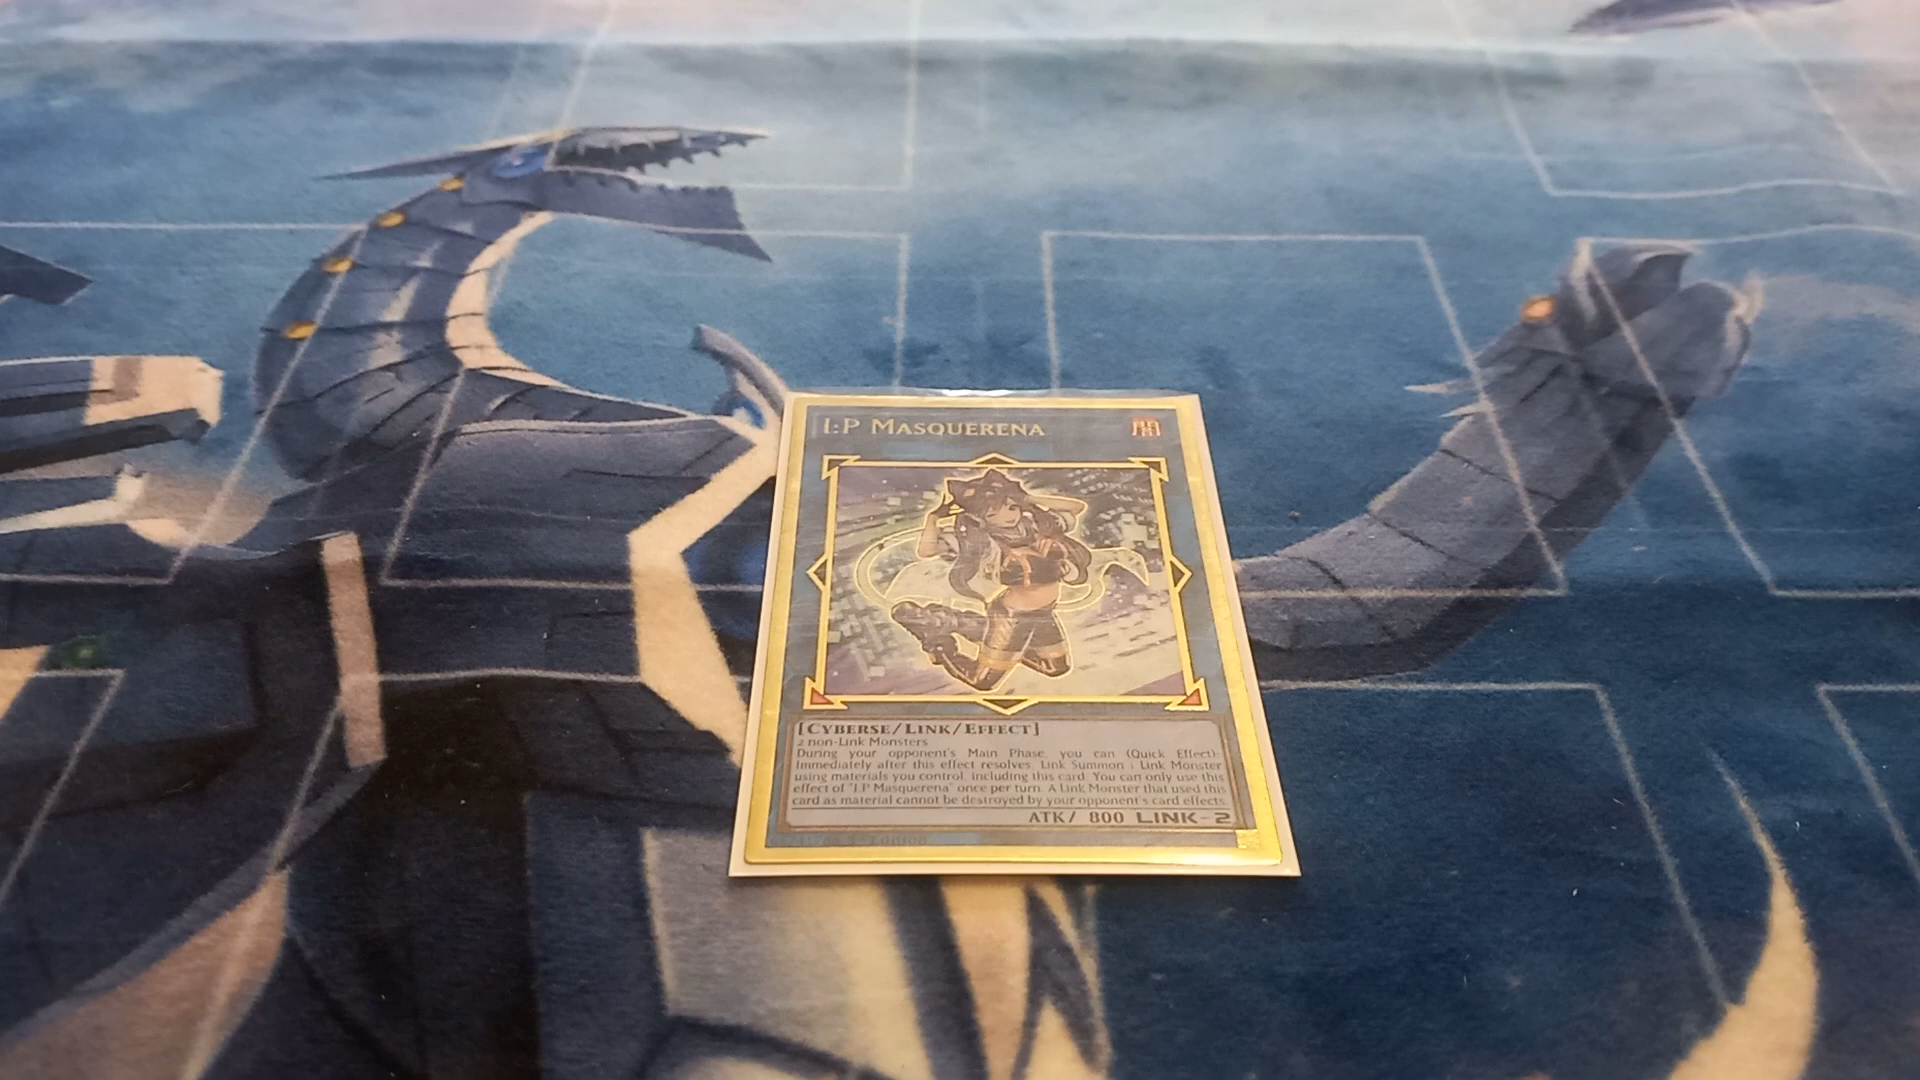 I:P MASQUERENA
闇
[CYBERSE/LINK/EFFECT]
2 non-Link Monsters
During your opponent's Main Phase, you can (Quick Effect):
Immediately after this effect resolves, Link Summon 1 Link Monster
using materials you control, including this card. You can only use this
effect of "I:P Masquerena" once per turn. A Link Monster that used this
card as material cannot be destroyed by your opponent's card effects.
ATK/ 800 LINK-2
Edition